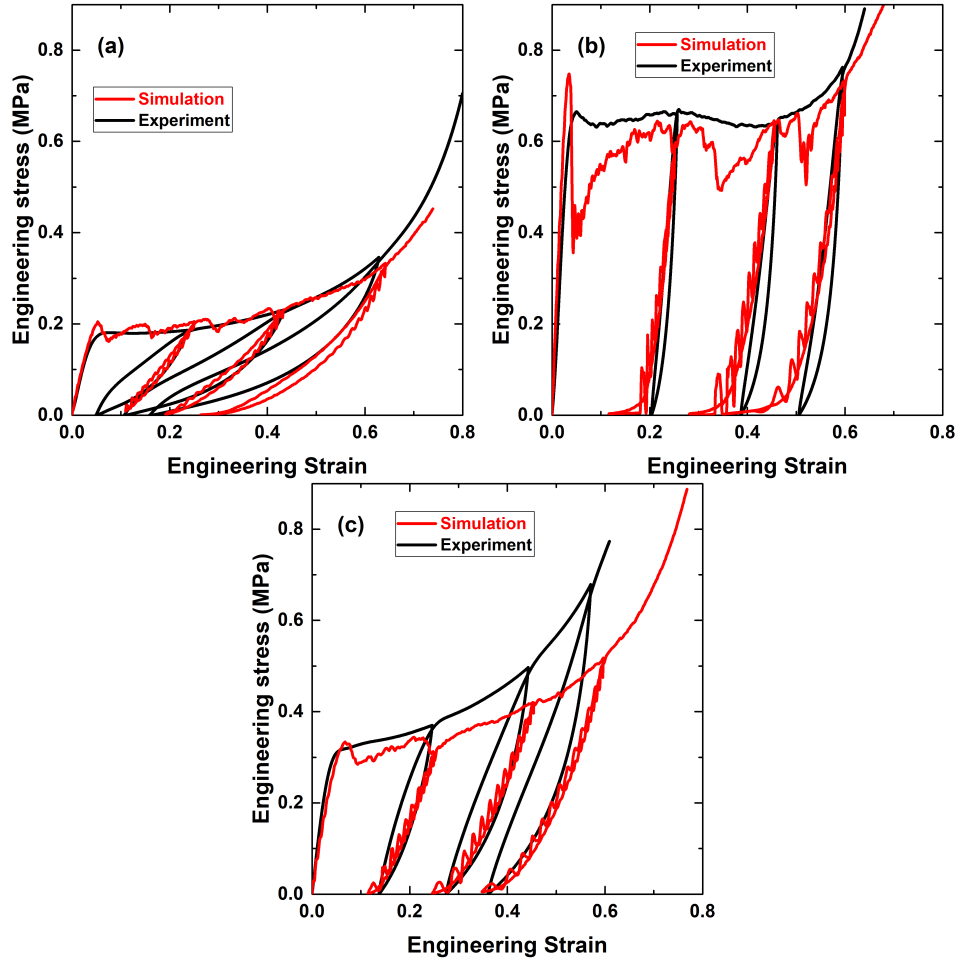 (a)
Simulation
Experiment
Engineering stress (MPa)
0.8
0.6
0.4
0.2
0.0
0.0 0.2 0.4 0.6 0.8
Engineering Strain
(b)
Simulation
Experiment
Engineering stress (MPa)
0.8
0.6
0.4
0.2
0.0
0.0 0.2 0.4 0.6 0.8
Engineering Strain
(c)
Simulation
Experiment
Engineering stress (MPa)
0.8
0.6
0.4
0.2
0.0
0.0 0.2 0.4 0.6 0.8
Engineering Strain